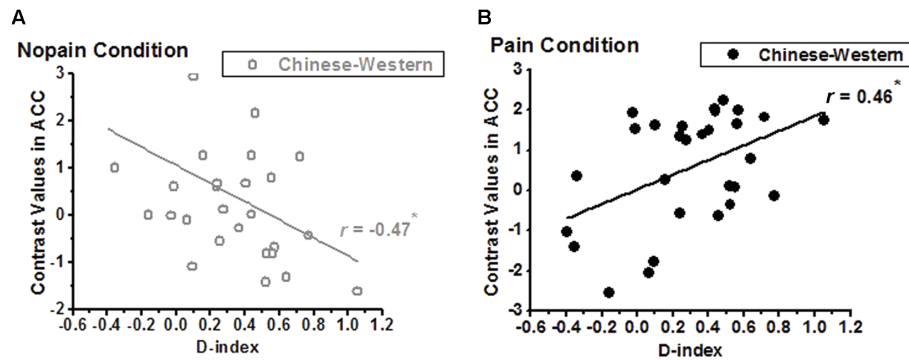 A
Nopain Condition
Chinese-Western
Contrast Values in ACC
3
2
1
0
-1
-2
r = -0.47*
-0.6 -0.4 -0.2 0.0 0.2 0.4 0.6 0.8 1.0 1.2
D-index
B
Pain Condition
Chinese-Western
Contrast Values in ACC
3
2
1
0
-1
-2
-3
r = 0.46*
-0.6 -0.4 -0.2 0.0 0.2 0.4 0.6 0.8 1.0 1.2
D-index